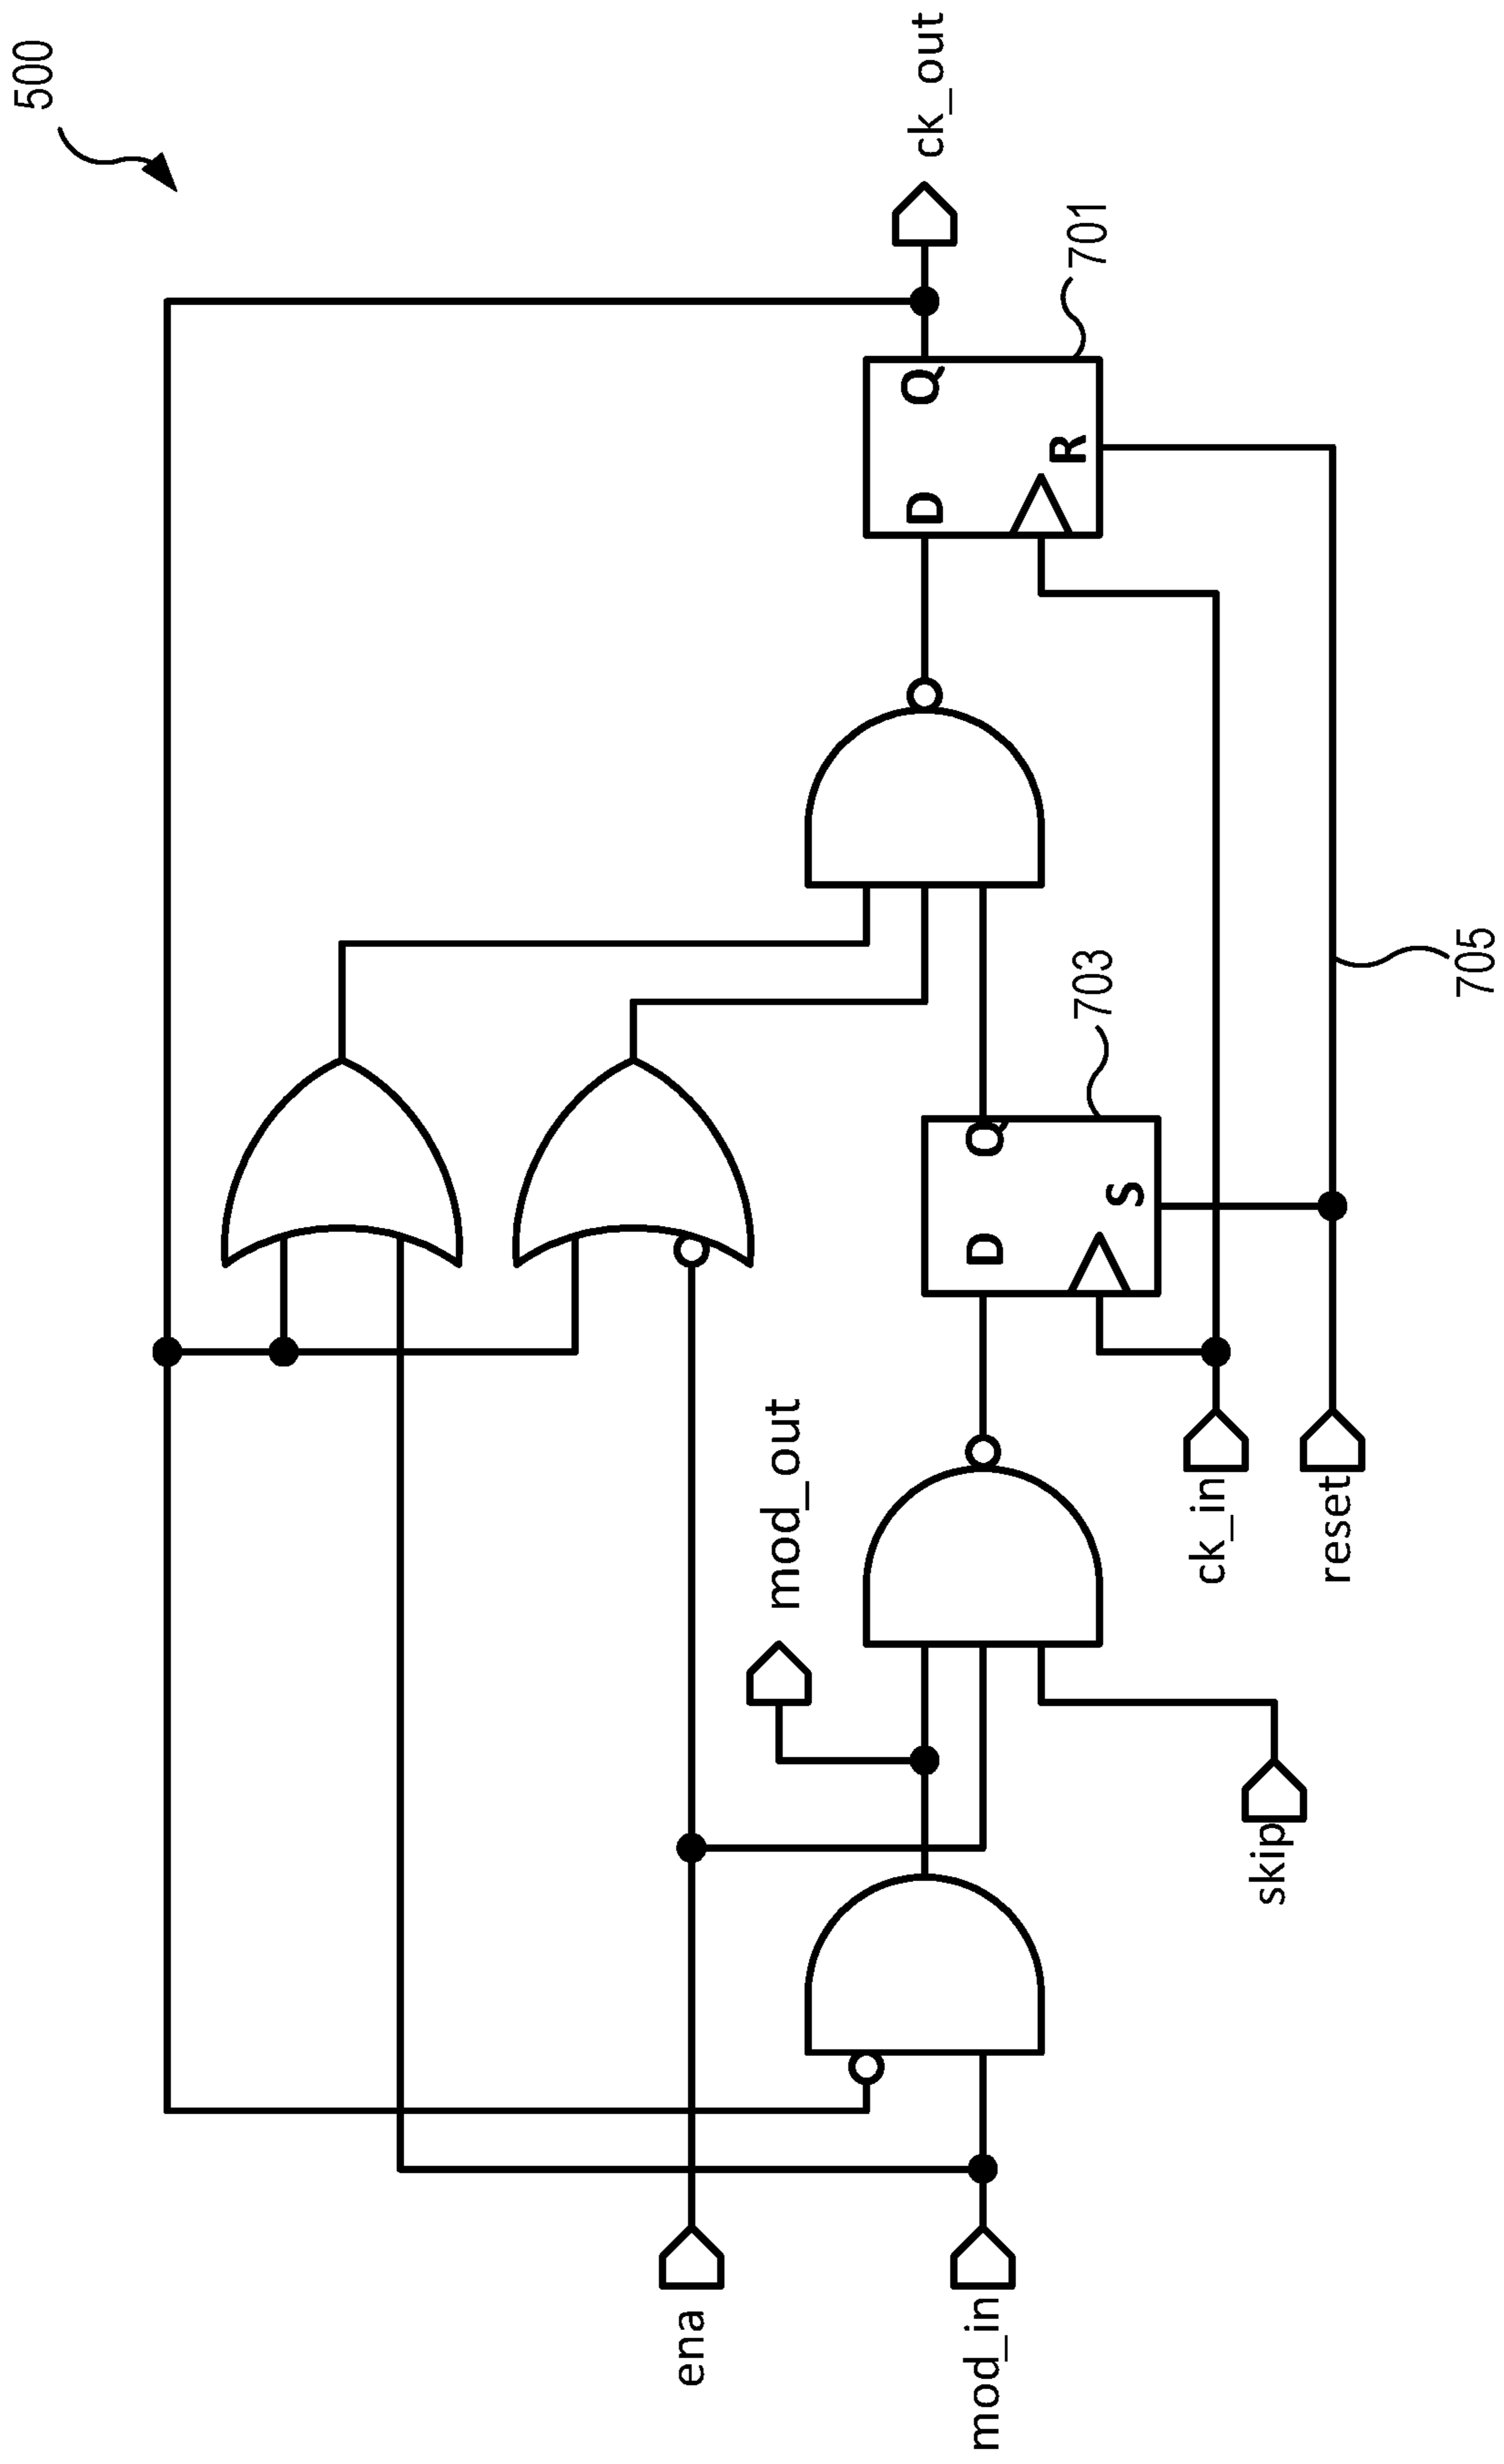 500
ck_out
701
Q
D
R
705
703
Q
D
S
mod_out
ck_in
reset
skip
ena
mod_in